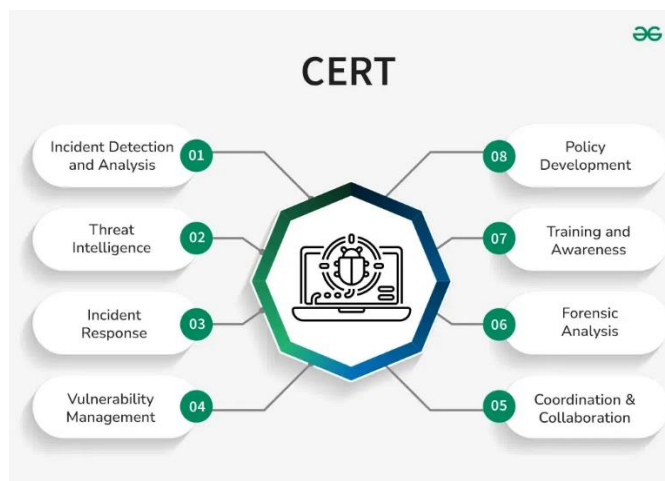 CERT
Incident Detection
and Analysis
01
Threat
Intelligence
02
Incident
Response
03
Vulnerability
Management
04
08
Policy
Development
07
Training and
Awareness
06
Forensic
Analysis
05
Coordination &
Collaboration